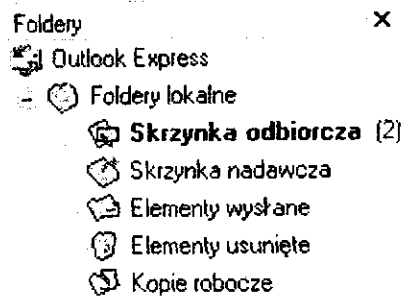 Foldery
Outlook Express
Foldery lokalne
Skrzynka odbiorcza (2)
Skrzynka nadawcza
Elementy wysłane
Elementy usunięte
Kopie robocze